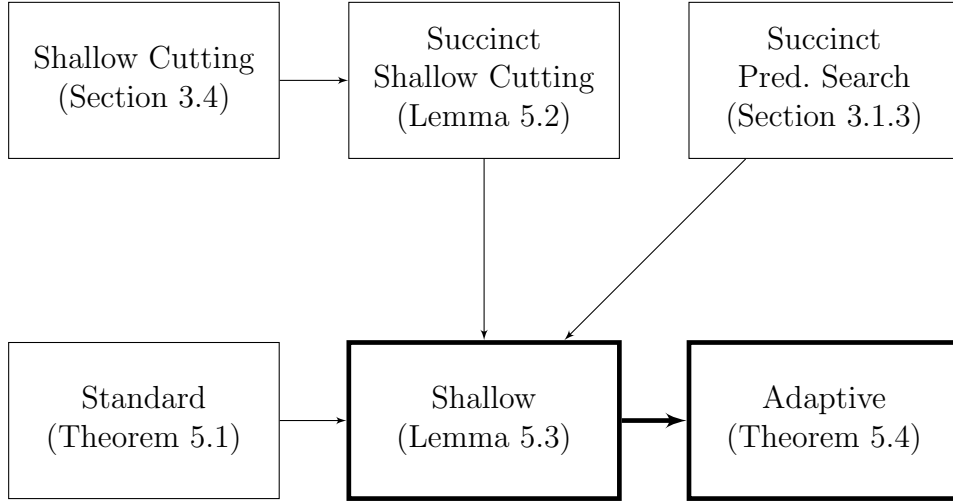 Shallow Cutting
(Section 3.4)
Succinct
Shallow Cutting
(Lemma 5.2)
Succinct
Pred. Search
(Section 3.1.3)
Standard
(Theorem 5.1)
Shallow
(Lemma 5.3)
Adaptive
(Theorem 5.4)